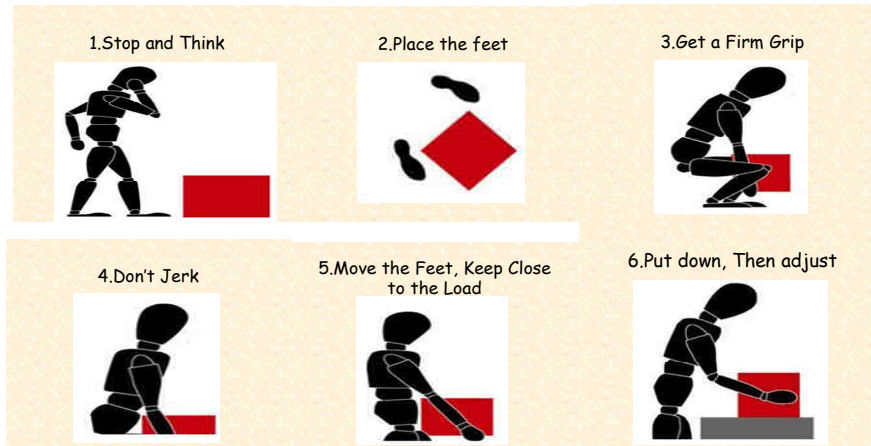 1.Stop and Think
2.Place the feet
3.Get a Firm Grip
4.Don't Jerk
5.Move the Feet, Keep Close
to the Load
6.Put down, Then adjust